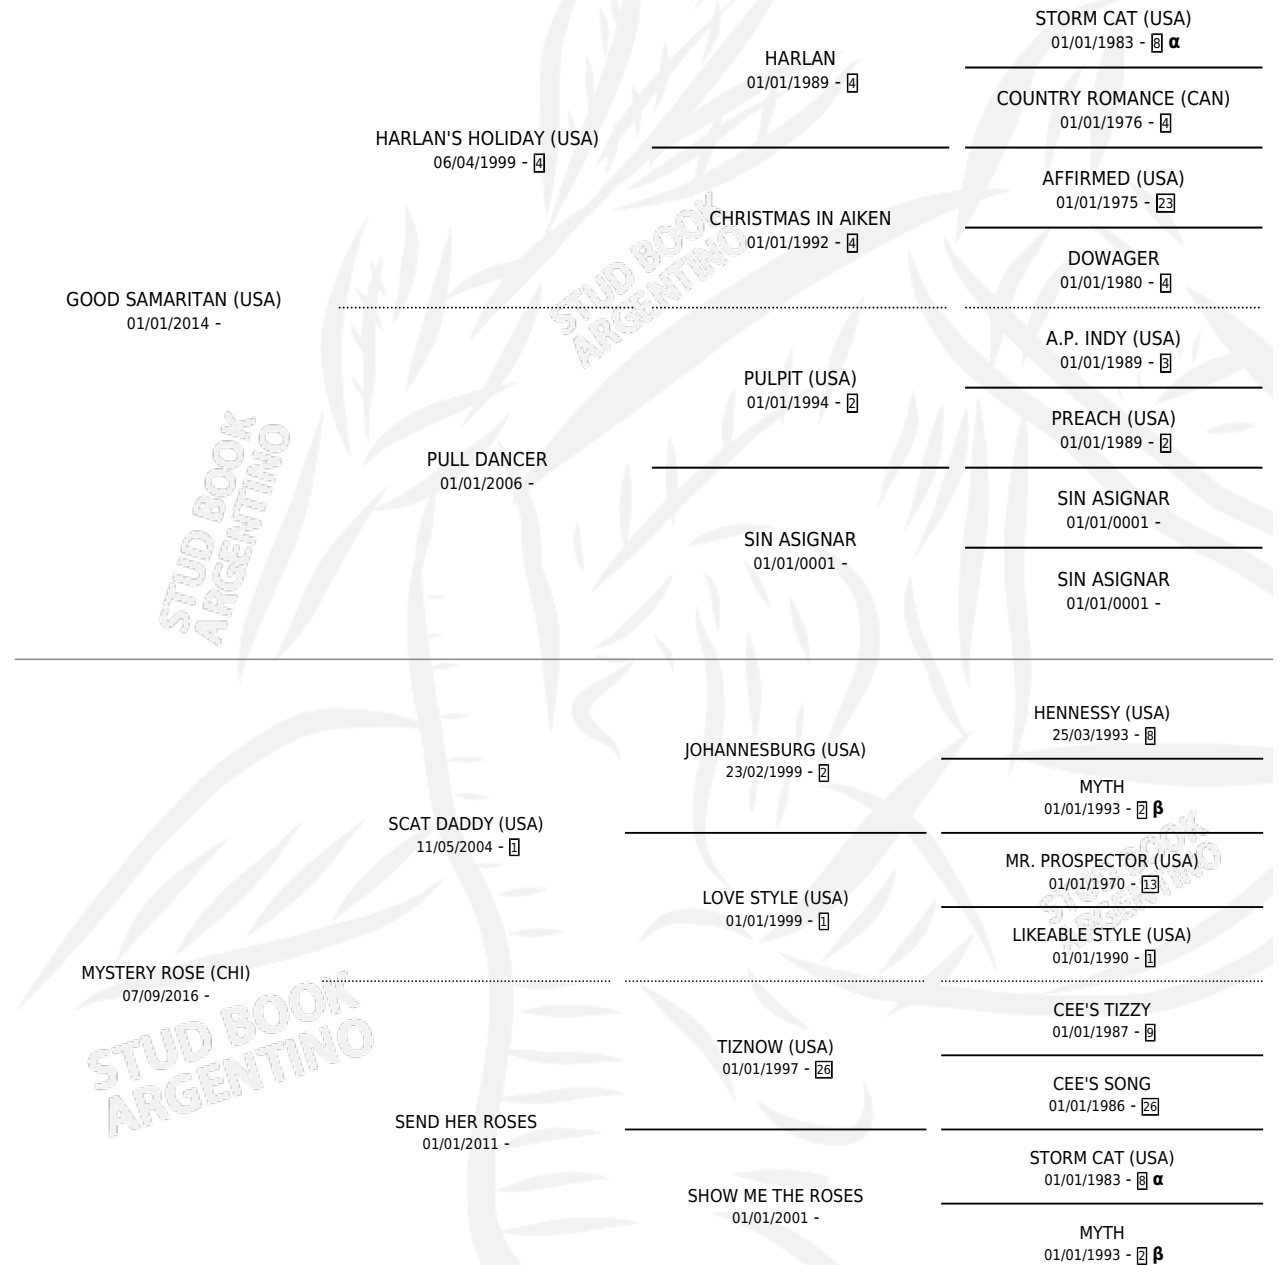 STORM CAT (USA)
01/01/1983 - 8 α
HARLAN
01/01/1989 - 4
COUNTRY ROMANCE (CAN)
01/01/1976 - 4
HARLAN'S HOLIDAY (USA)
06/04/1999 - 4
AFFIRMED (USA)
01/01/1975 - 23
CHRISTMAS IN AIKEN
01/01/1992 - 4
DOWAGER
01/01/1980 - 4
GOOD SAMARITAN (USA)
01/01/2014 -
STUD BOOK
ARGENTINO
A.P. INDY (USA)
01/01/1989 - 3
PULPIT (USA)
01/01/1994 - 2
PREACH (USA)
01/01/1989 - 2
PULL DANCER
01/01/2006 -
STUD BOOK
ARGENTINO
SIN ASIGNAR
01/01/0001 -
SIN ASIGNAR
01/01/0001 -
SIN ASIGNAR
01/01/0001 -
HENNESSY (USA)
25/03/1993 - 8
JOHANNESBURG (USA)
23/02/1999 - 2
MYTH
01/01/1993 - 2 β
SCAT DADDY (USA)
11/05/2004 - 1
MR. PROSPECTOR (USA)
01/01/1970 - 13
STUD BOOK
ARGENTINO
LOVE STYLE (USA)
01/01/1999 - 1
LIKEABLE STYLE (USA)
01/01/1990 - 1
MYSTERY ROSE (CHI)
07/09/2016 -
STUD BOOK
ARGENTINO
CEE'S TIZZY
01/01/1987 - 9
TIZNOW (USA)
01/01/1997 - 26
CEE'S SONG
01/01/1986 - 26
SEND HER ROSES
01/01/2011 -
STORM CAT (USA)
01/01/1983 - 8 α
SHOW ME THE ROSES
01/01/2001 -
MYTH
01/01/1993 - 2 β